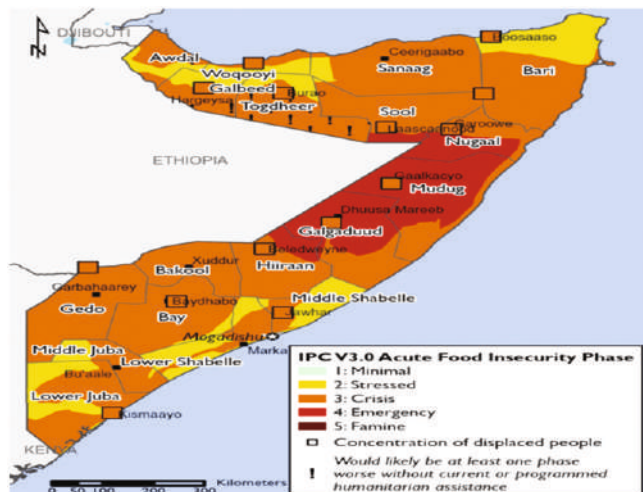 N
DJIBOUTI
Boosaaso
Awdal
Ceerigaabo
Sanaag
Bari
Woqooyi
Galbeed
Burao
Hargeysa
Togdheer
Sool
Laascaanood
Garoowe
Nugaal
ETHIOPIA
Gaalkacyo
Mudug
Dhuusa Mareeb
Galgaduud
Beledweyne
Hiiraan
Xuddur
Bakool
Garbahaarey
Gedo
Baydhabo
Bay
Middle Shabelle
Jawhar
Mogadishu
Marka
Middle Juba
Lower Shabelle
Bu'aale
Lower Juba
Kismaayo
KENYA
IPC V3.0 Acute Food Insecurity Phase
1: Minimal
2: Stressed
3: Crisis
4: Emergency
5: Famine
Concentration of displaced people
! Would likely be at least one phase
worse without current or programmed
humanitarian assistance
Kilometers
0 50 100 200 300